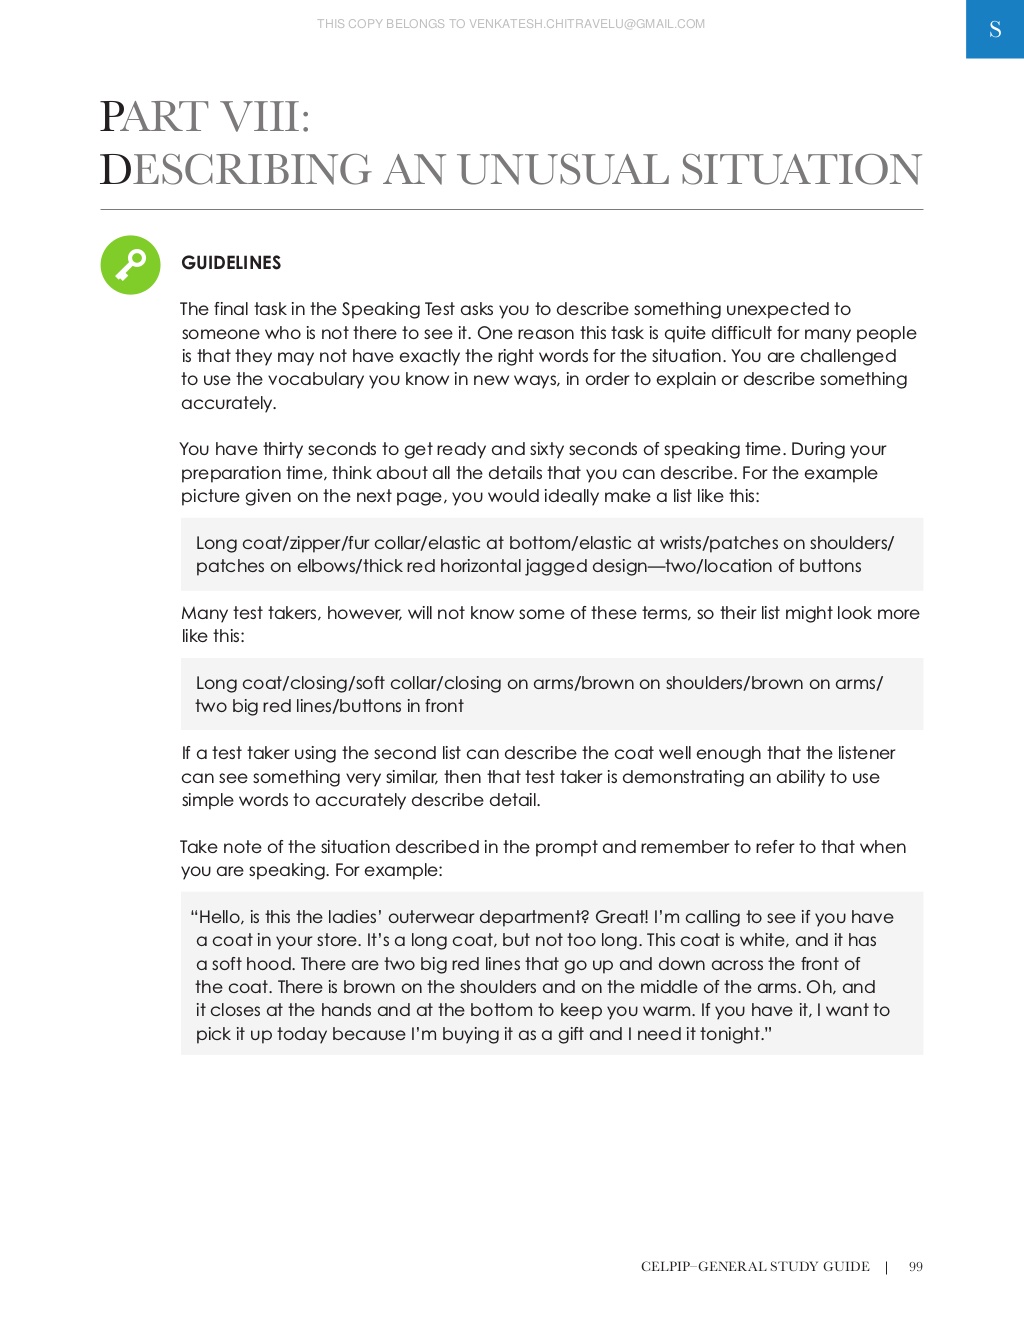 THIS COPY BELONGS TO VENKATESH.CHITRAVELU@GMAIL.COM
S
PART VIII:
DESCRIBING AN UNUSUAL SITUATION
GUIDELINES
The final task in the Speaking Test asks you to describe something unexpected to
someone who is not there to see it. One reason this task is quite difficult for many people
is that they may not have exactly the right words for the situation. You are challenged
to use the vocabulary you know in new ways, in order to explain or describe something
accurately.
You have thirty seconds to get ready and sixty seconds of speaking time. During your
preparation time, think about all the details that you can describe. For the example
picture given on the next page, you would ideally make a list like this:
Long coat/zipper/fur collar/elastic at bottom/elastic at wrists/patches on shoulders/
patches on elbows/thick red horizontal jagged design—two/location of buttons
Many test takers, however, will not know some of these terms, so their list might look more
like this:
Long coat/closing/soft collar/closing on arms/brown on shoulders/brown on arms/
two big red lines/buttons in front
If a test taker using the second list can describe the coat well enough that the listener
can see something very similar, then that test taker is demonstrating an ability to use
simple words to accurately describe detail.
Take note of the situation described in the prompt and remember to refer to that when
you are speaking. For example:
“Hello, is this the ladies’ outerwear department? Great! I’m calling to see if you have
a coat in your store. It’s a long coat, but not too long. This coat is white, and it has
a soft hood. There are two big red lines that go up and down across the front of
the coat. There is brown on the shoulders and on the middle of the arms. Oh, and
it closes at the hands and at the bottom to keep you warm. If you have it, I want to
pick it up today because I’m buying it as a gift and I need it tonight.”
CELPIP–GENERAL STUDY GUIDE | 99